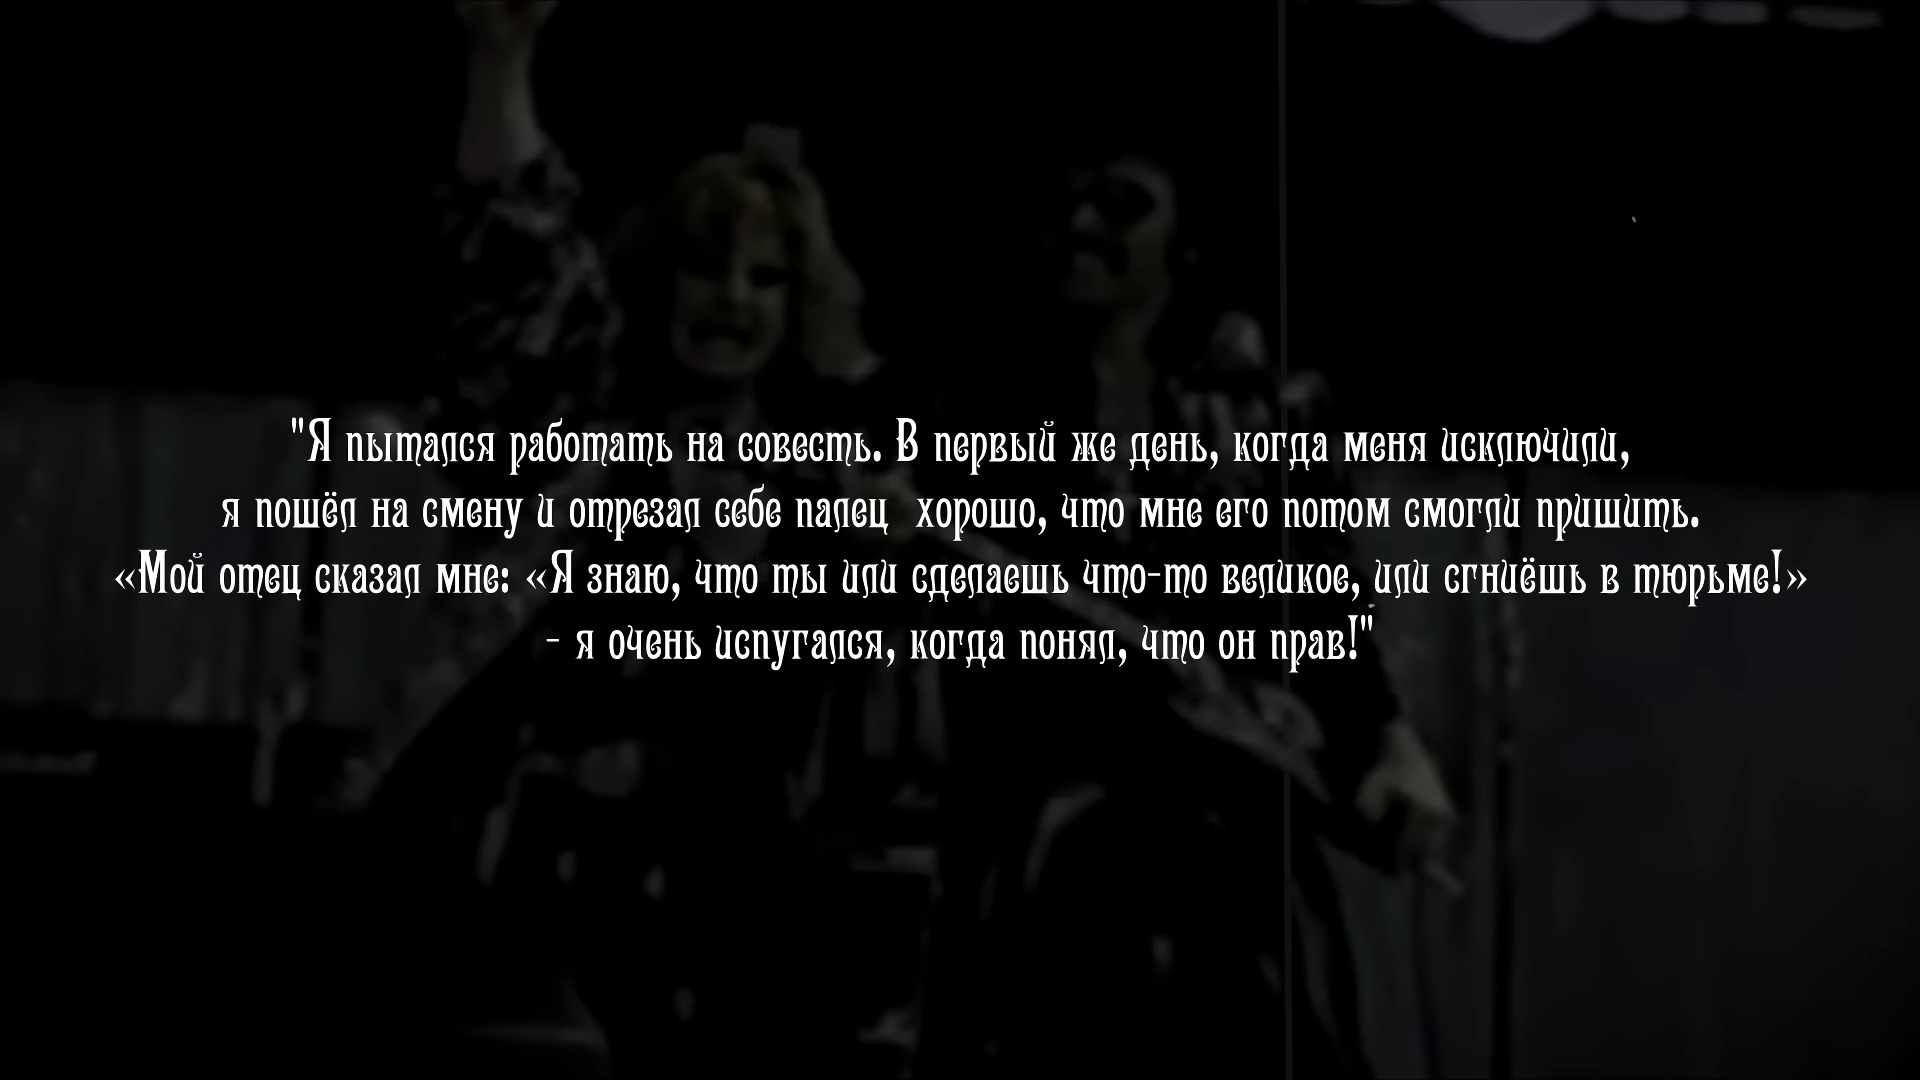 "Я пытался работать на совесть. В первый же день, когда меня исключили,
я пошёл на смену и отрезал себе палец  хорошо, что мне его потом смогли пришить.
«Мой отец сказал мне: «Я знаю, что ты или сделаешь что-то великое, или сгниёшь в тюрьме!»
- я очень испугался, когда понял, что он прав!"